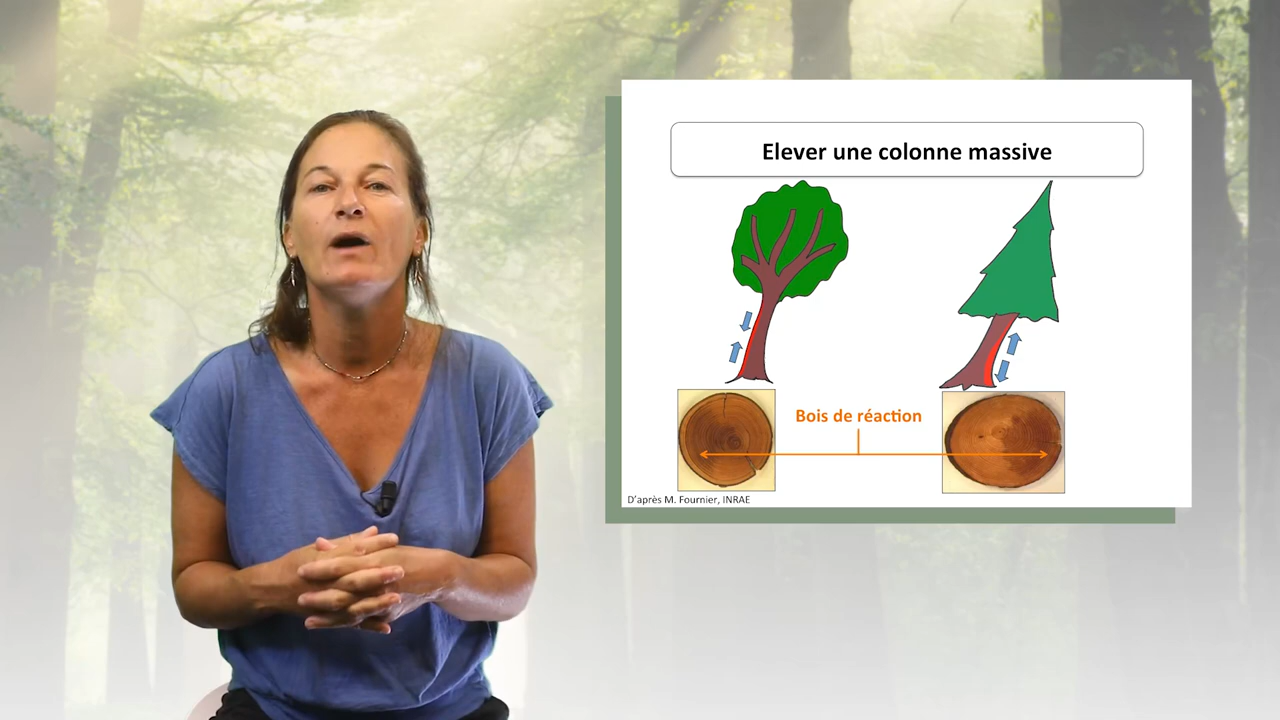 Elever une colonne massive
Bois de réaction
D'après M. Fournier, INRAE